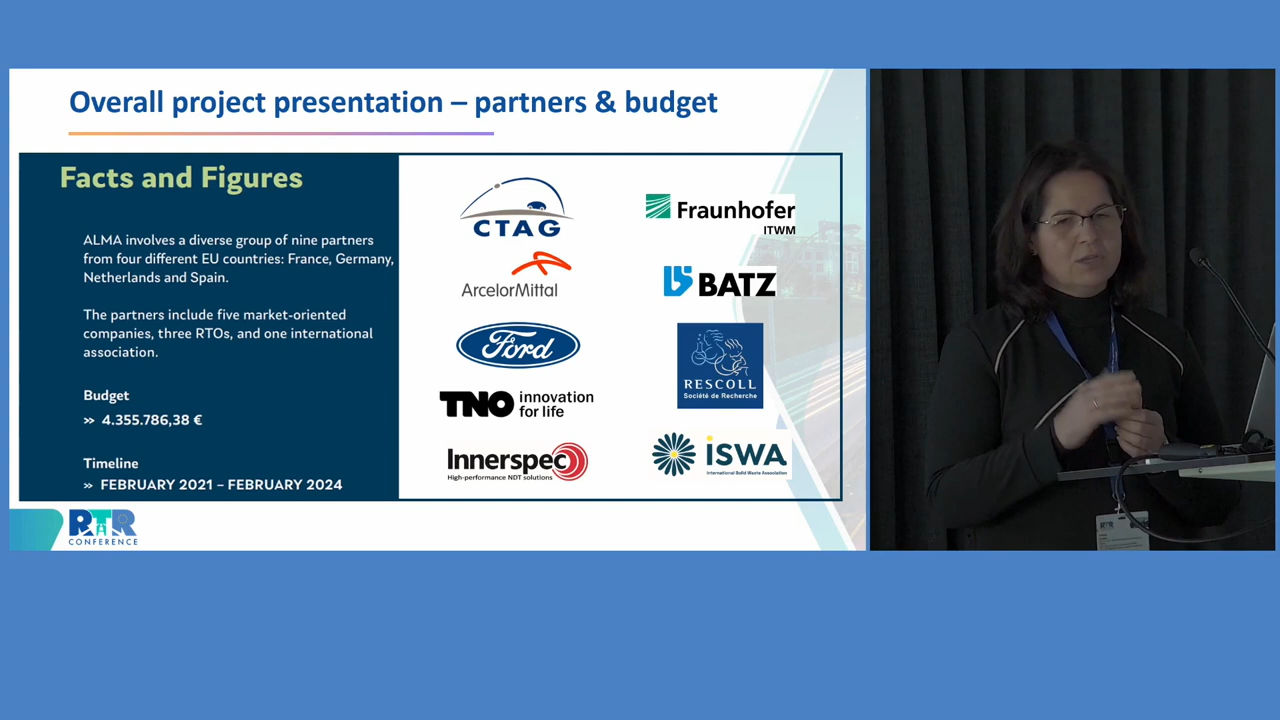 Overall project presentation – partners & budget
Facts and Figures
ALMA involves a diverse group of nine partners
from four different EU countries: France, Germany,
Netherlands and Spain.
The partners include five market-oriented
companies, three RTOs, and one international
association.
Budget
» 4.355.786,38 €
Timeline
» FEBRUARY 2021 – FEBRUARY 2024
CTAG
ArcelorMittal
Ford
TNO innovation
for life
Innerspec
High-performance NDT solutions
Fraunhofer
ITWM
BATZ
RESCOLL
Société de Recherche
iSWA
International Solid Waste Association
RTR
CONFERENCE
RTR